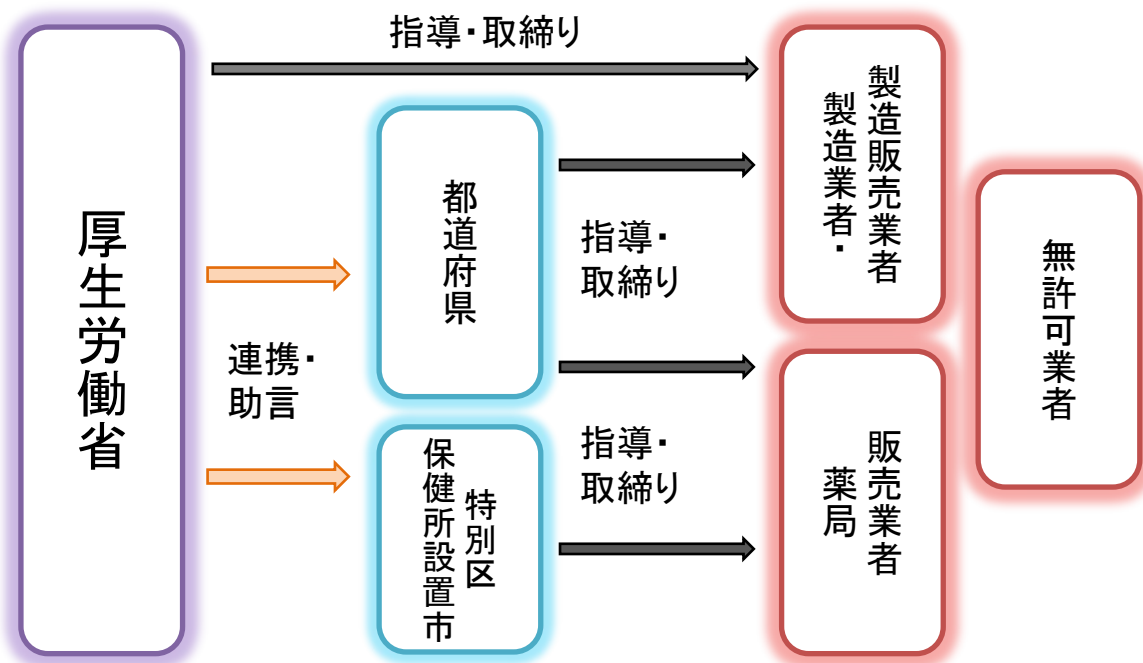 指導・取締り
厚生労働省
連携・
助言
都道府県
保健所設置市
特別区
指導・
取締り
指導・
取締り
製造業者・
製造販売業者
薬局
販売業者
無許可業者